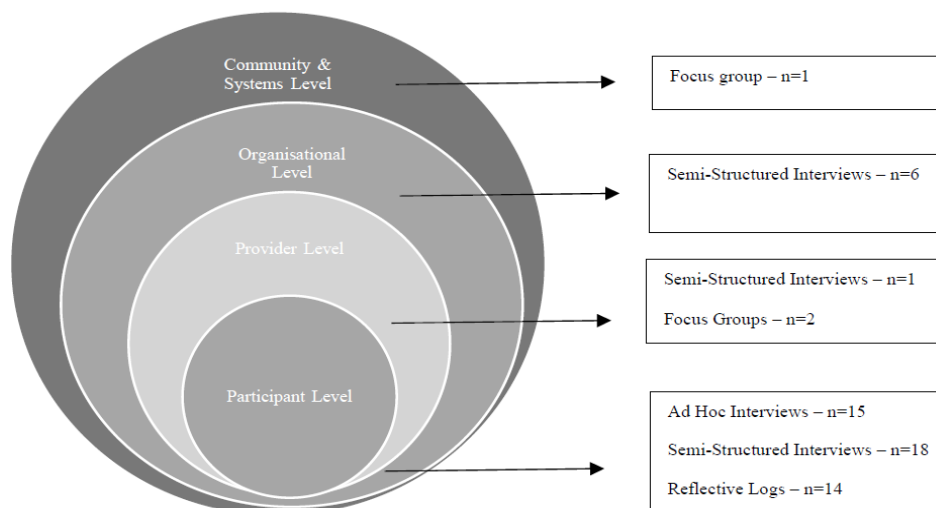 Community &
Systems Level
Focus group – n=1
Organisational
Level
Semi-Structured Interviews – n=6
Provider Level
Semi-Structured Interviews – n=1
Focus Groups – n=2
Participant Level
Ad Hoc Interviews – n=15
Semi-Structured Interviews – n=18
Reflective Logs – n=14